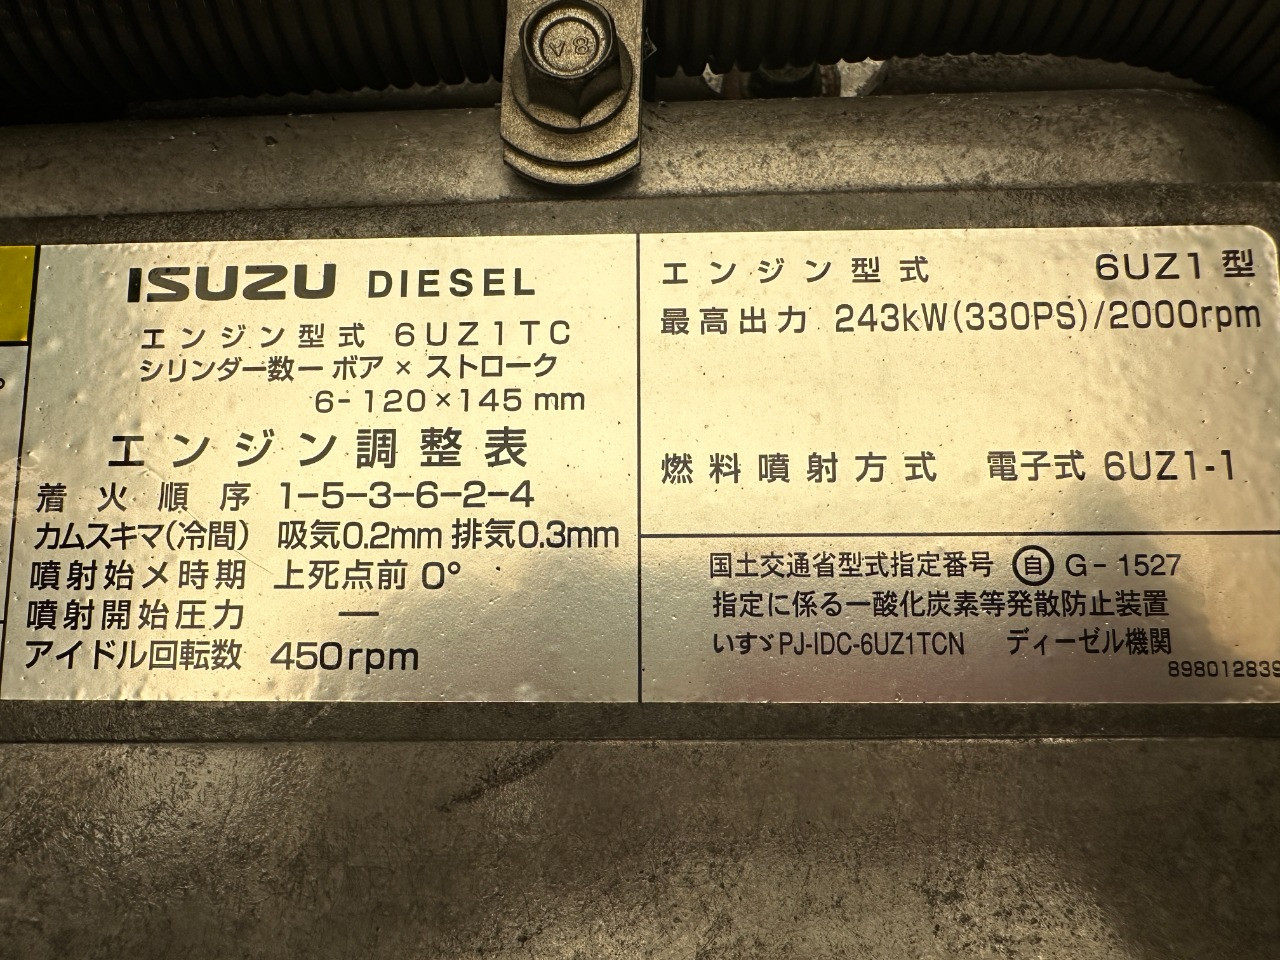 8A
ISUZU DIESEL
エンジン型式 6UZ1TC
シリンダー数ー ボア × ストローク
6-120×145 mm
エンジン調整表
着火順序 1-5-3-6-2-4
カムスキマ(冷間) 吸気0.2mm 排気0.3mm
噴射始メ時期 上死点前 0°
噴射開始圧力 —
アイドル回転数 450rpm
エンジン型式 6UZ1 型
最高出力 243kW(330PS)/2000rpm
燃料噴射方式 電子式 6UZ1-1
国土交通省型式指定番号 自 G-1527
指定に係る一酸化炭素等発散防止装置
いすゞPJ-IDC-6UZ1TCN ディーゼル機関
898012839